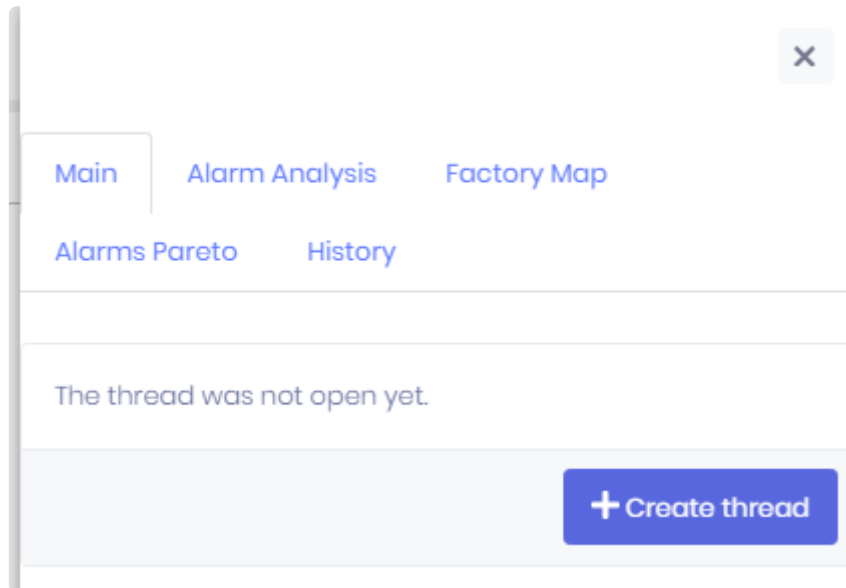 Main Alarm Analysis Factory Map
Alarms Pareto History
The thread was not open yet.
Create thread